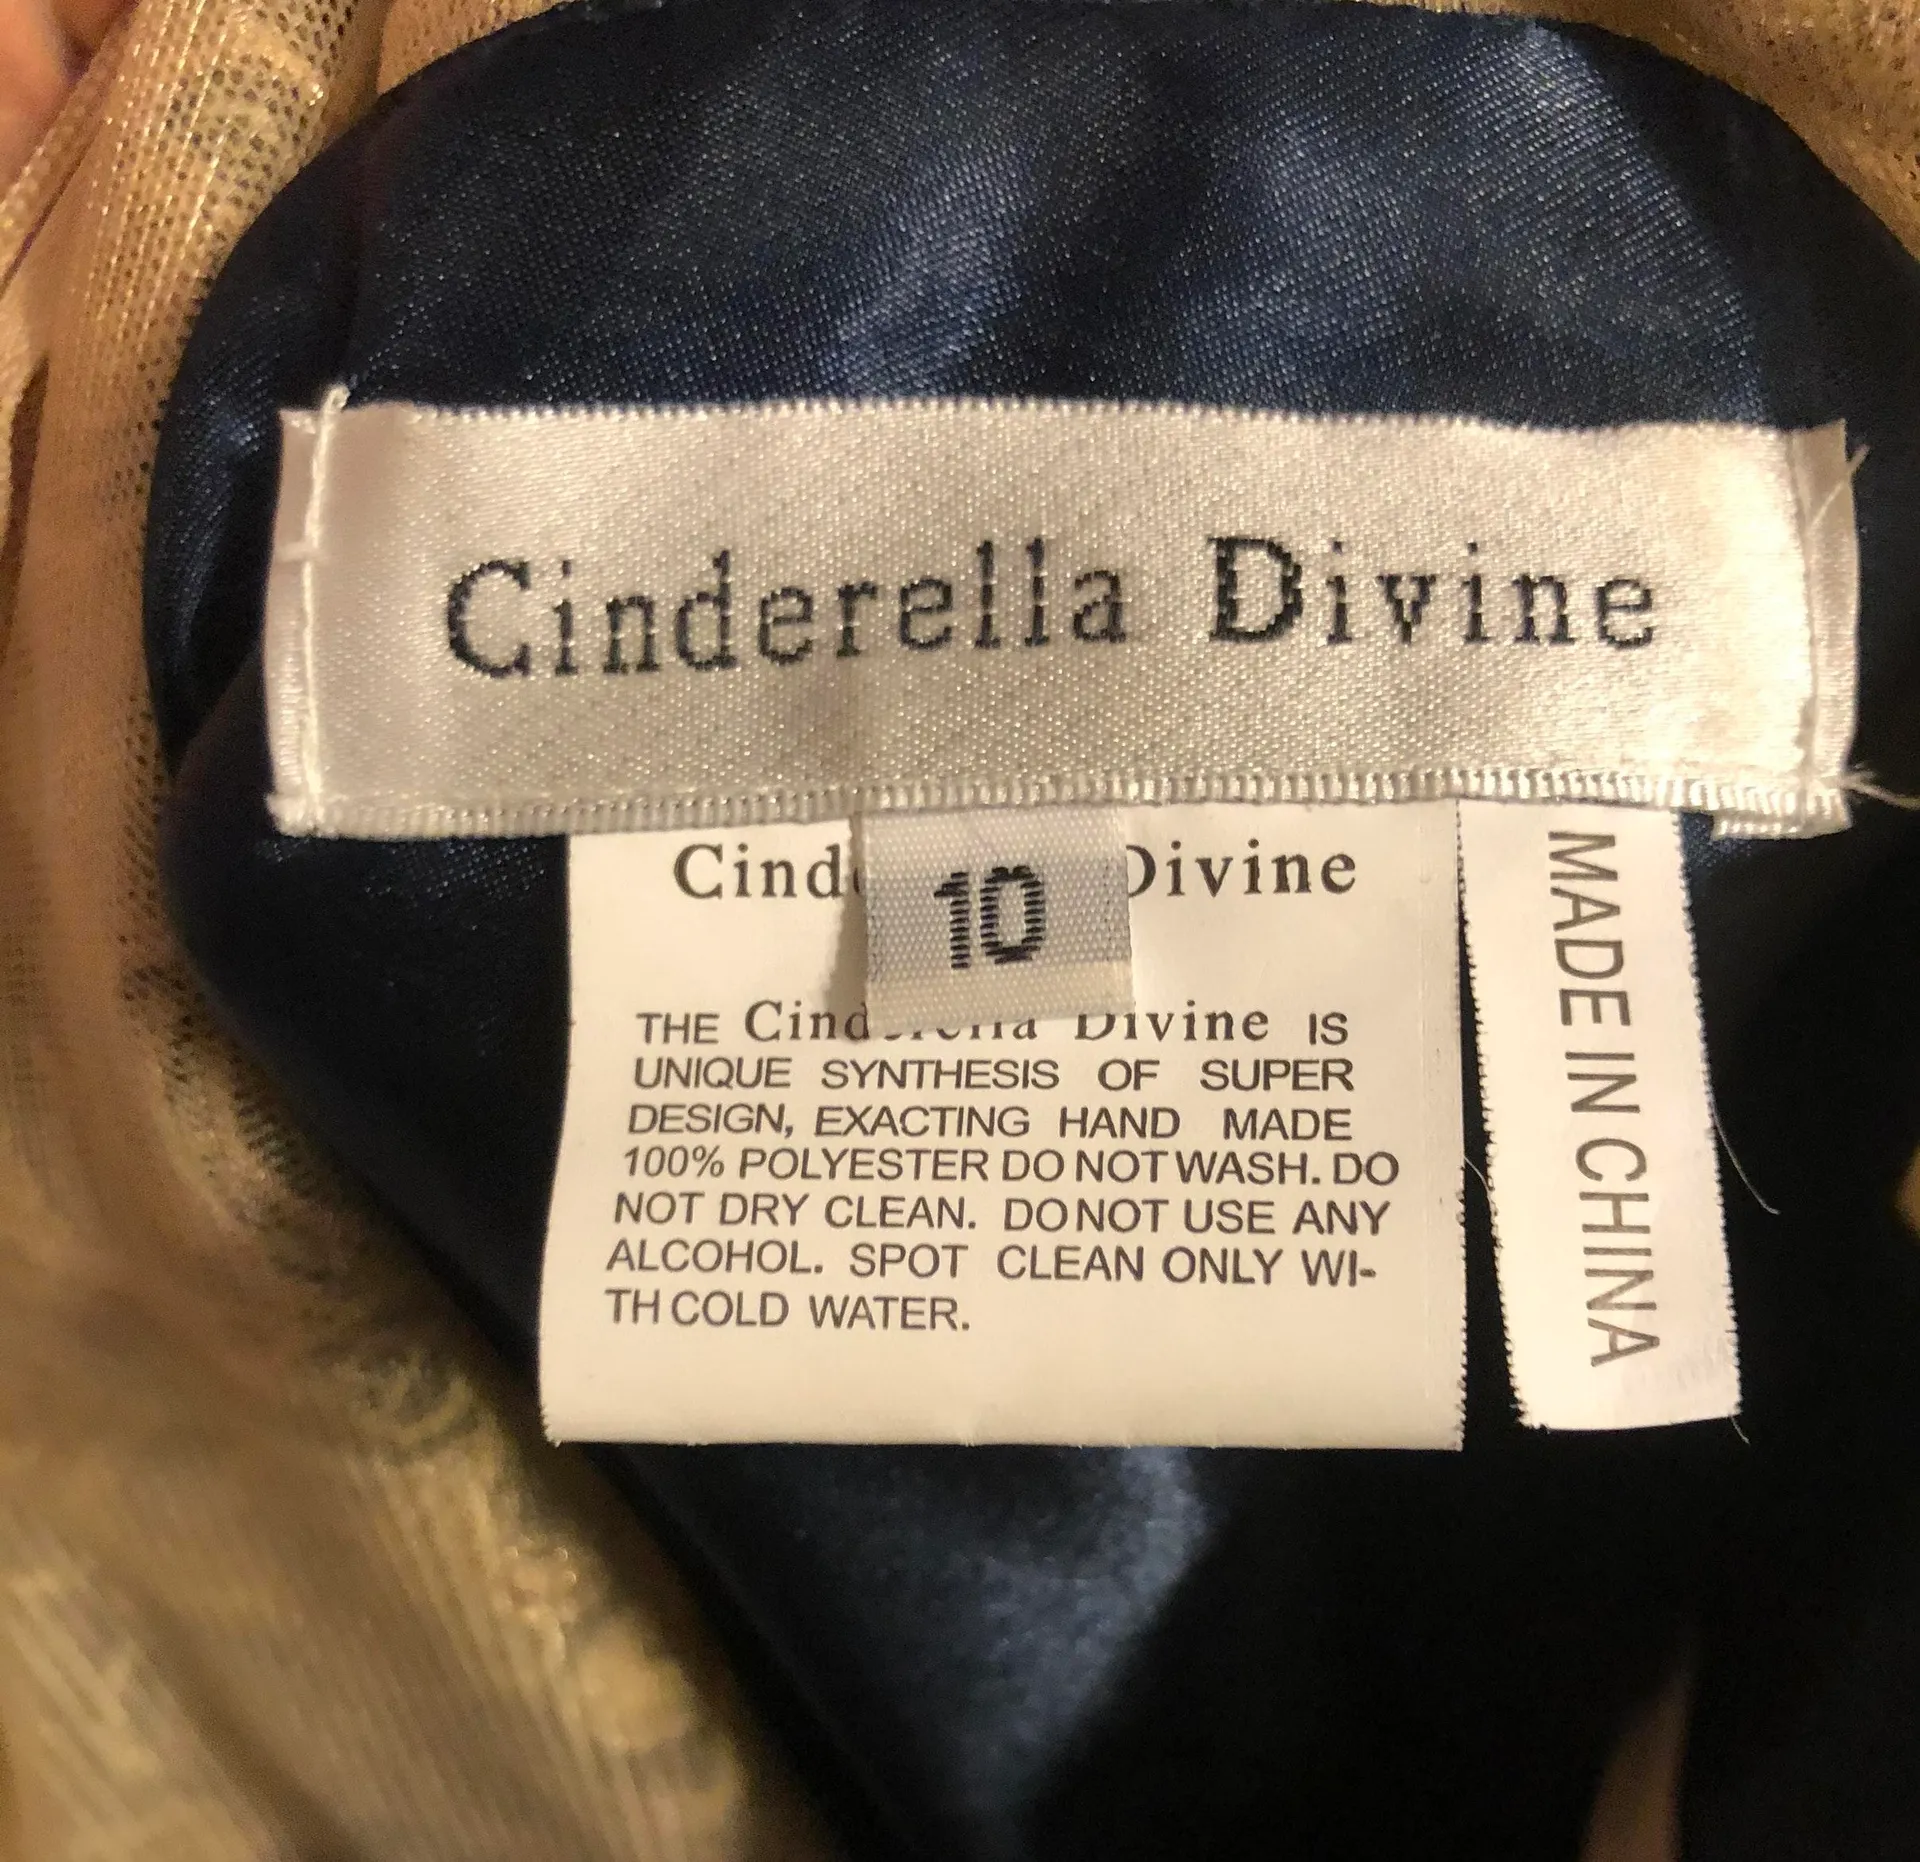 Cinderella Divine
10
Divine
THE Cinderella Divine IS
UNIQUE SYNTHESIS OF SUPER
DESIGN, EXACTING HAND MADE
100% POLYESTER DO NOT WASH. DO
NOT DRY CLEAN. DO NOT USE ANY
ALCOHOL. SPOT CLEAN ONLY WI-
TH COLD WATER.
MADE IN CHINA